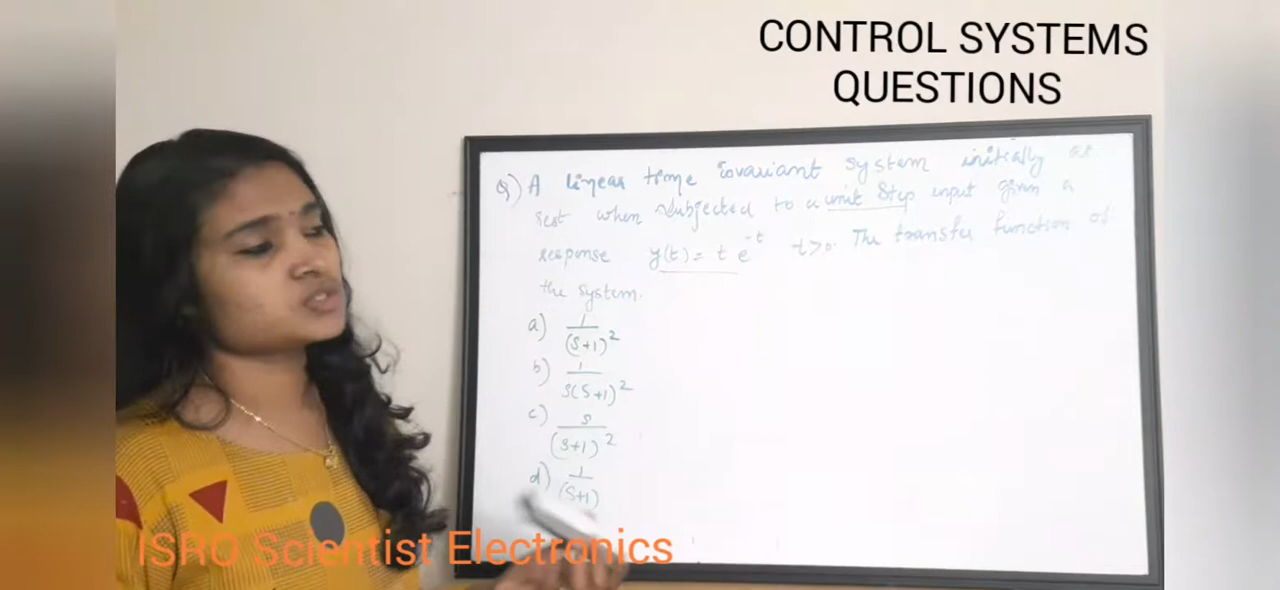 CONTROL SYSTEMS
QUESTIONS
Q) A linear time invariant system initially at
rest when subjected to a unit step input given a
response y(t) = t e^-t t>0. The transfer function of
the system.
a) 1/(S+1)^2
b) 1/S(S+1)^2
c) S/(S+1)^2
d) 1/(S+1)
ISRO Scientist Electronics